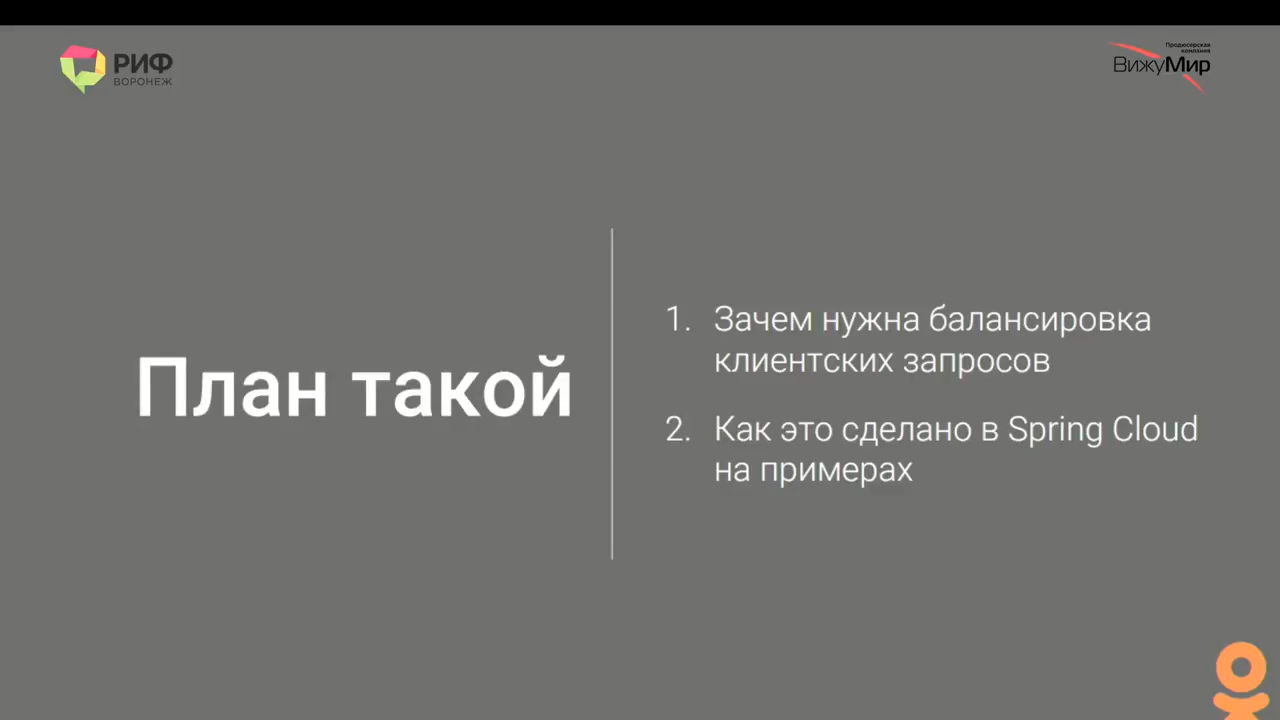 РИФ
ВОРОНЕЖ
Продюсерская
компания
ВижуМир
План такой
1. Зачем нужна балансировка
клиентских запросов
2. Как это сделано в Spring Cloud
на примерах